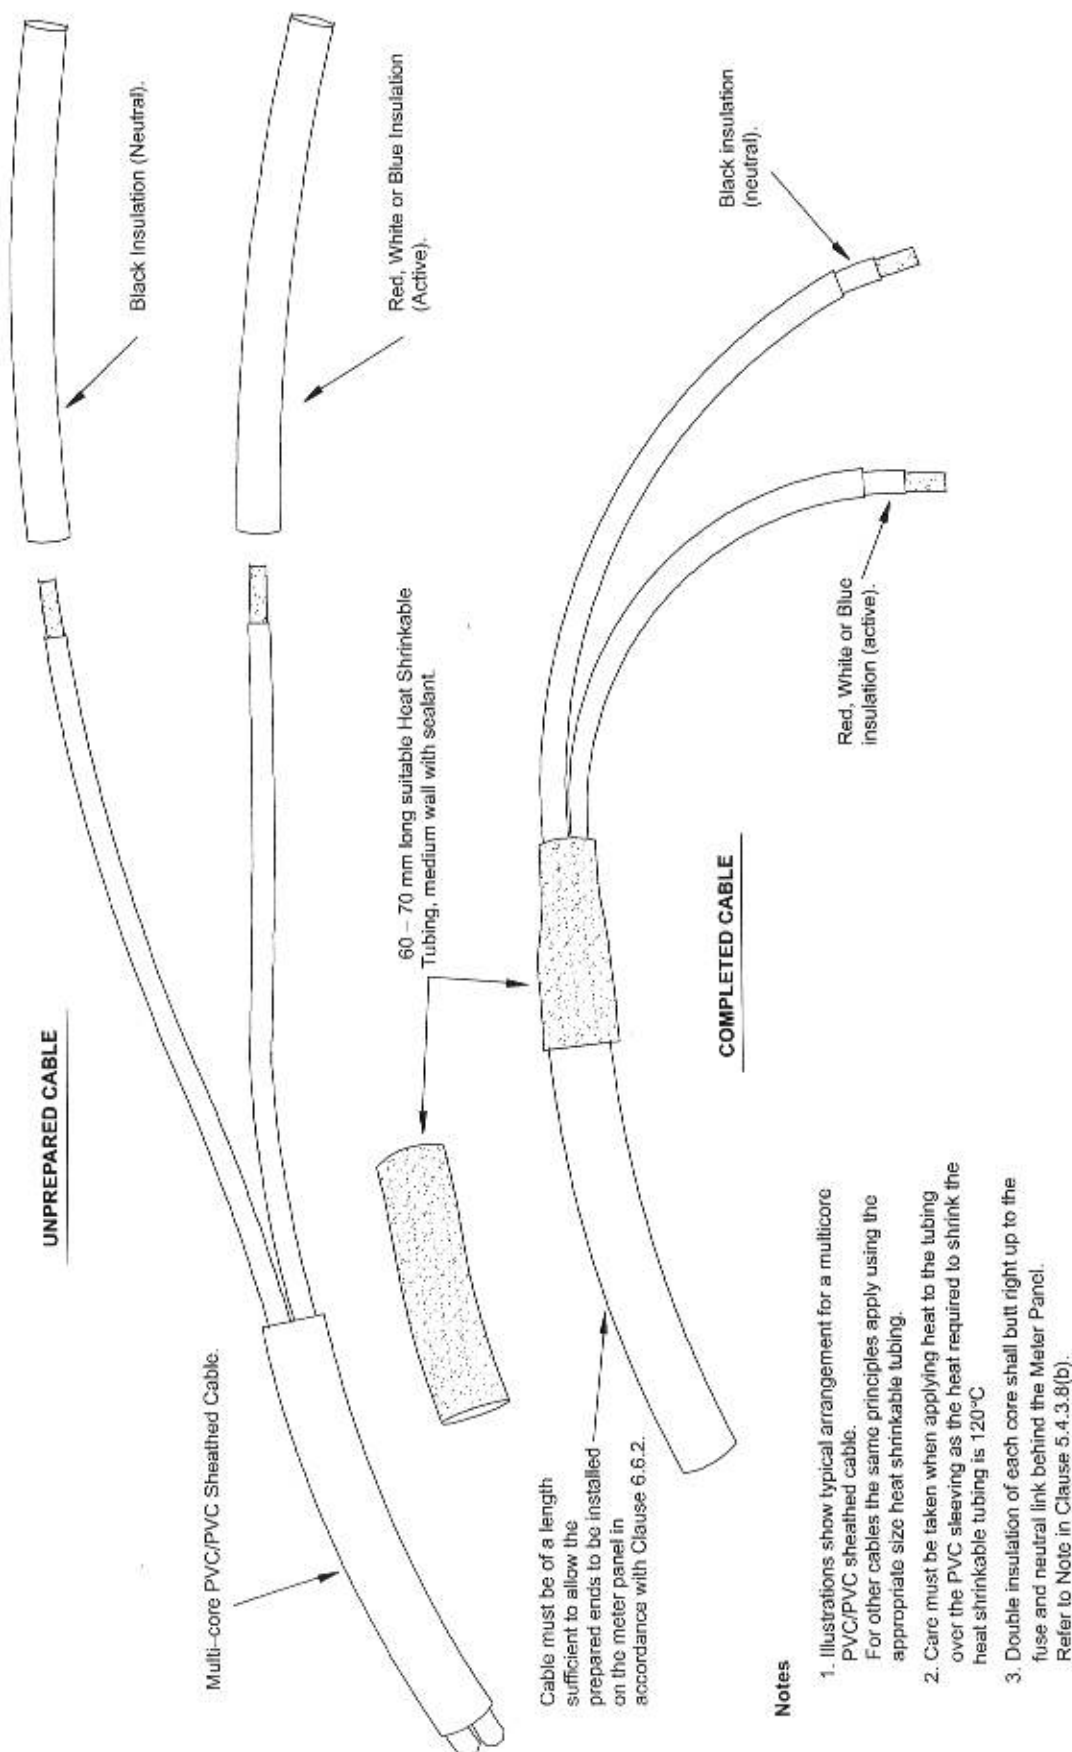 UNPREPARED CABLE
Black Insulation (Neutral).
Red, White or Blue Insulation
(Active).
Multi-core PVC/PVC Sheathed Cable.
60 – 70 mm long suitable Heat Shrinkable
Tubing, medium wall with sealant.
Cable must be of a length
sufficient to allow the
prepared ends to be installed
on the meter panel in
accordance with Clause 6.6.2.
Black insulation
(neutral).
Red, White or Blue
insulation (active).
COMPLETED CABLE
Notes
1. Illustrations show typical arrangement for a multicore
PVC/PVC sheathed cable.
For other cables the same principles apply using the
appropriate size heat shrinkable tubing.
2. Care must be taken when applying heat to the tubing
over the PVC sleeving as the heat required to shrink the
heat shrinkable tubing is 120°C
3. Double insulation of each core shall butt right up to the
fuse and neutral link behind the Meter Panel.
Refer to Note in Clause 5.4.3.8(b).